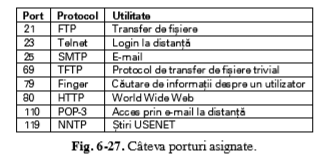 Port Protocol Utilitate
21 FTP Transfer de fişiere
23 Telnet Login la distanţă
25 SMTP E-mail
69 TFTP Protocol de transfer de fişiere trivial
79 Finger Căutare de informaţii despre un utilizator
80 HTTP World Wide Web
110 POP-3 Acces prin e-mail la distanţă
119 NNTP Ştiri USENET
Fig. 6-27. Câteva porturi asignate.